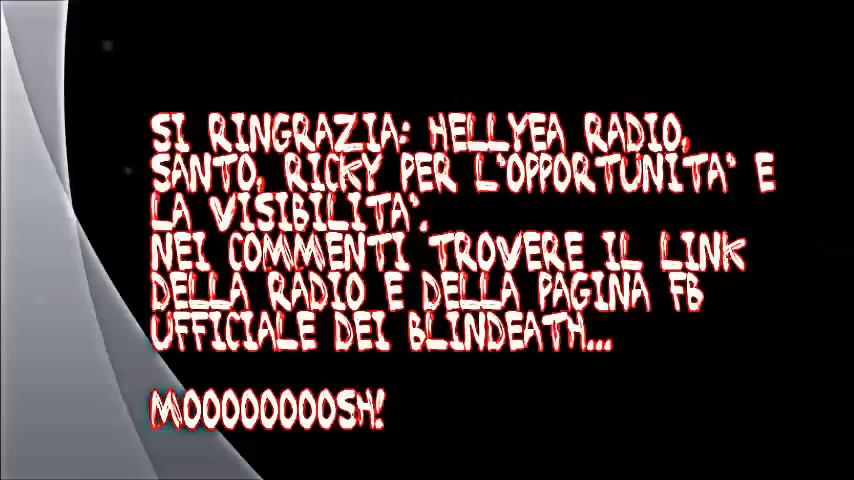 SI RINGRAZIA: HELLYEA RADIO,
SANTO, RICKY PER L'OPPORTUNITA' E
LA VISIBILITA'.
NEI COMMENTI TROVERE IL LINK
DELLA RADIO E DELLA PAGINA FB
UFFICIALE DEI BLINDEATH...
MOOOOOOOOSH!